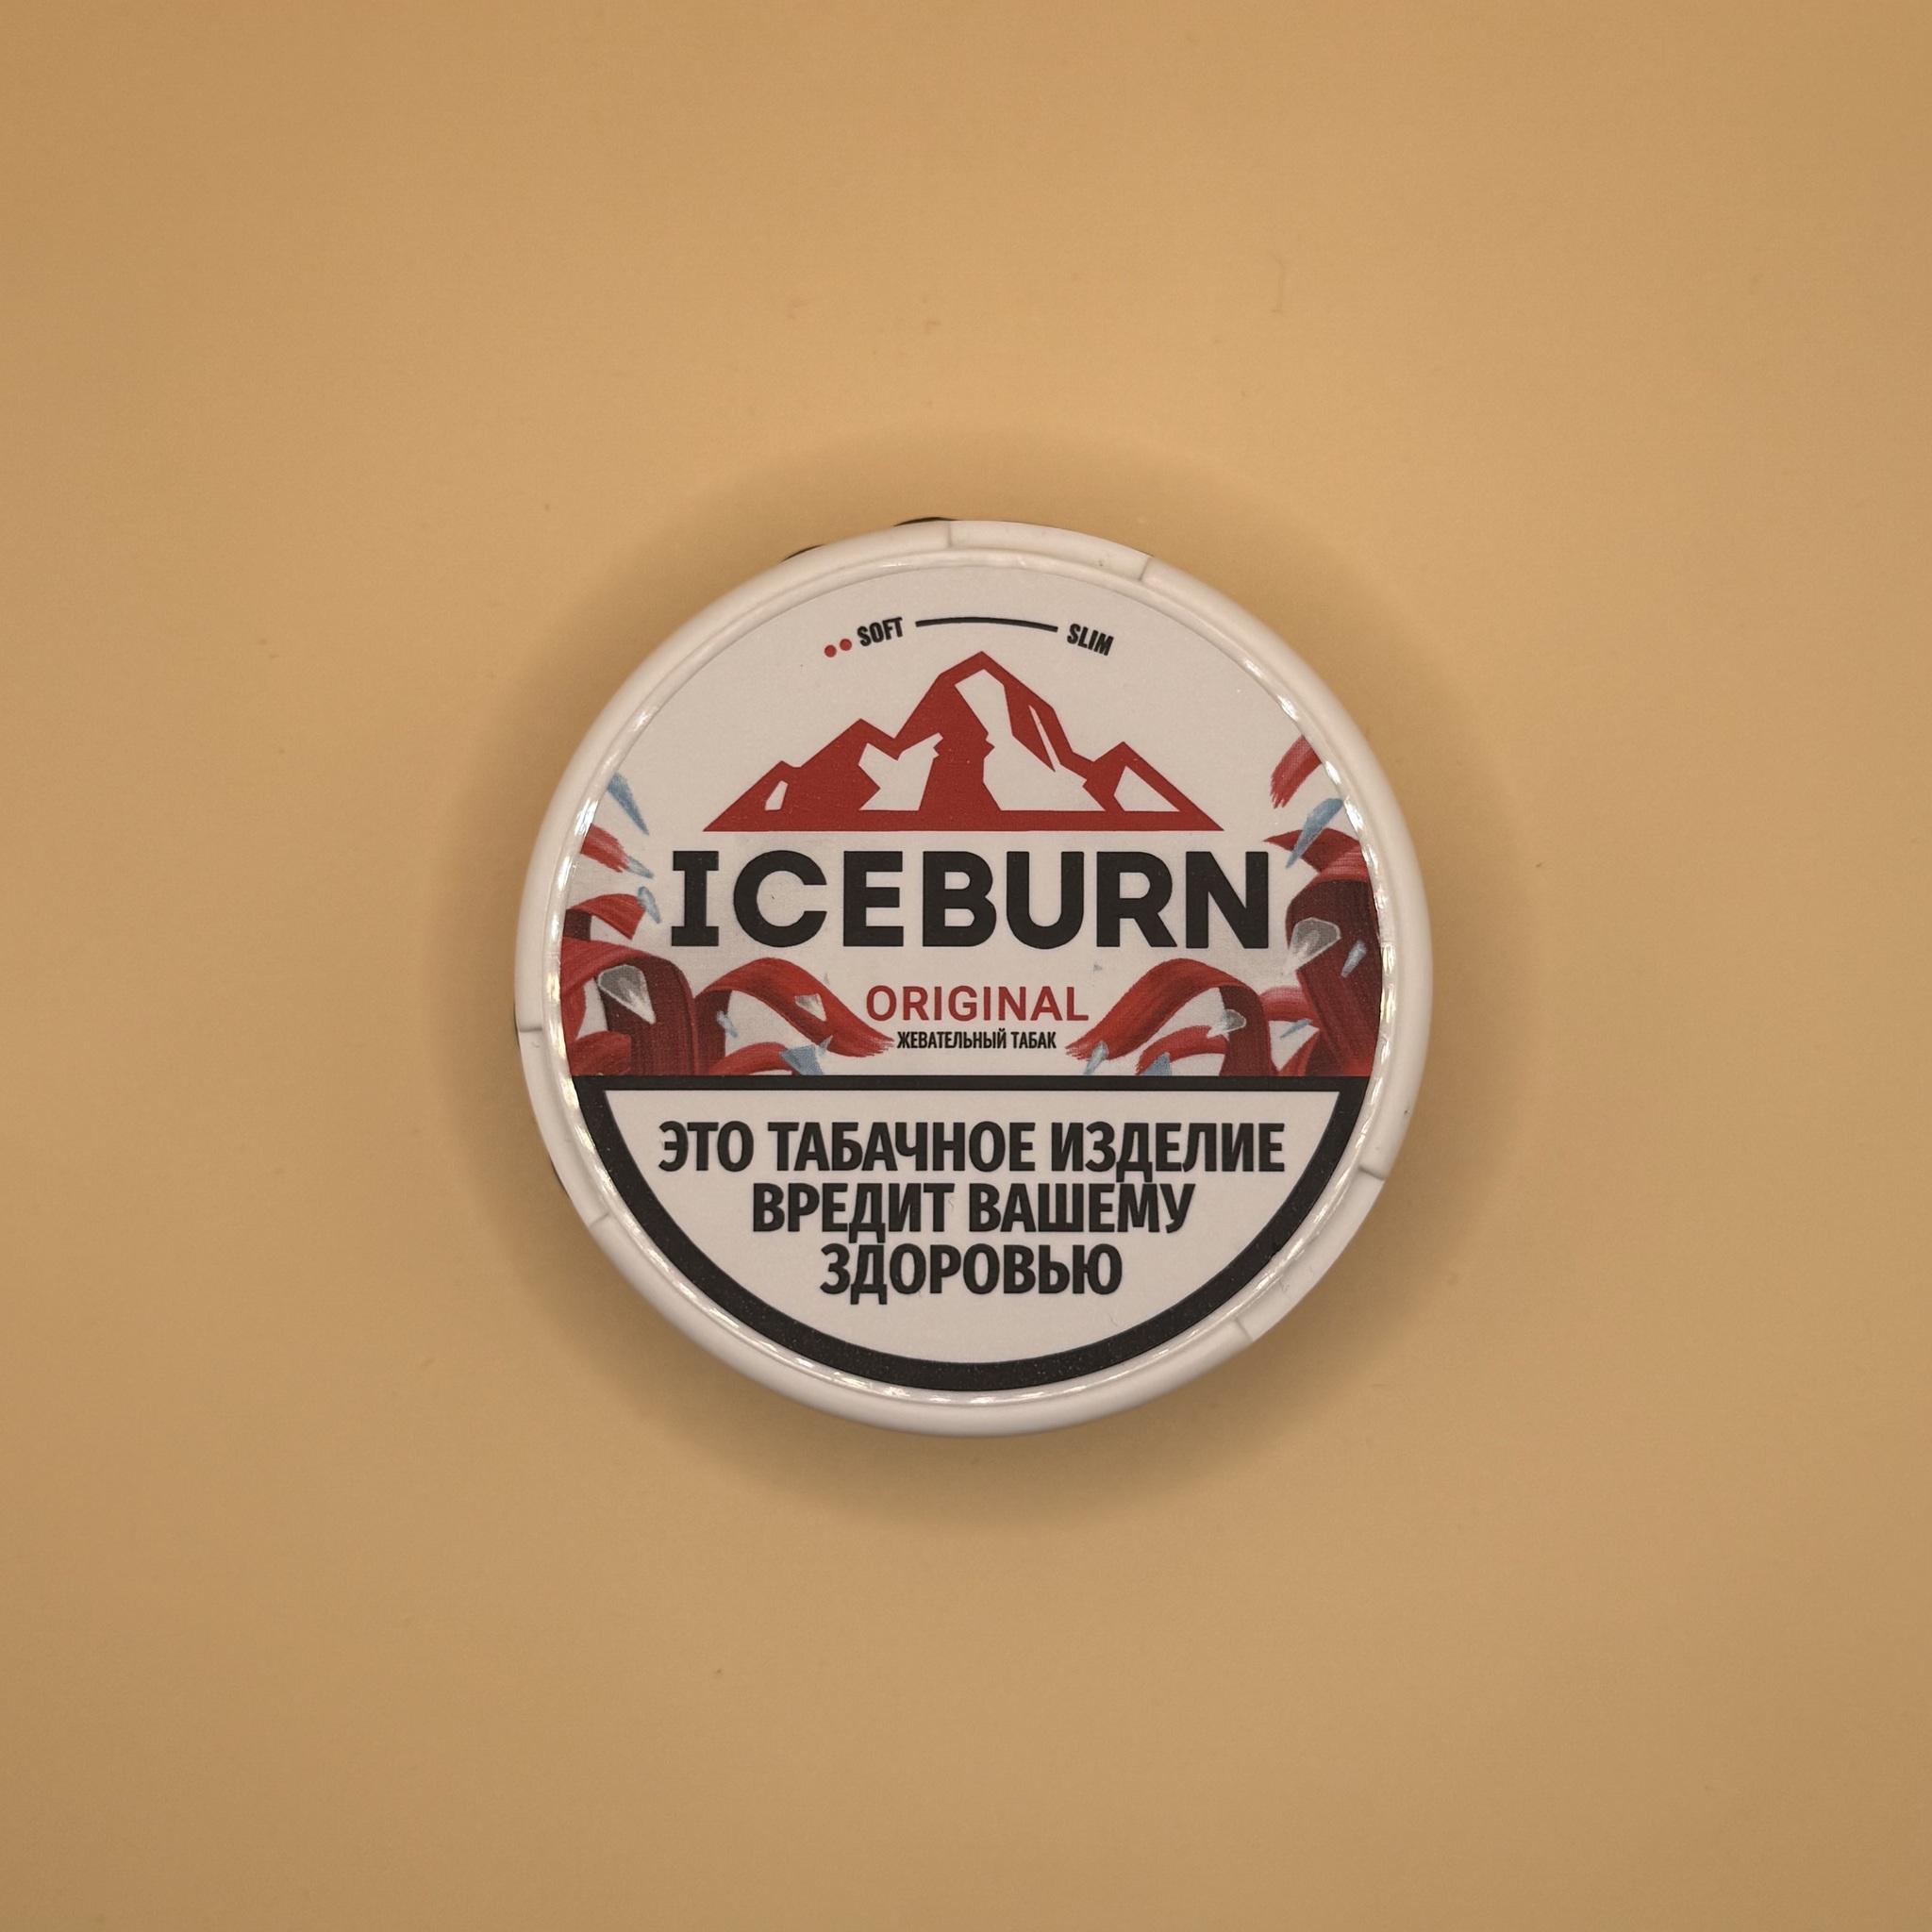 SOFT SLIM
ICEBURN
ORIGINAL
ЖЕВАТЕЛЬНЫЙ ТАБАК
ЭТО ТАБАЧНОЕ ИЗДЕЛИЕ
ВРЕДИТ ВАШЕМУ
ЗДОРОВЬЮ